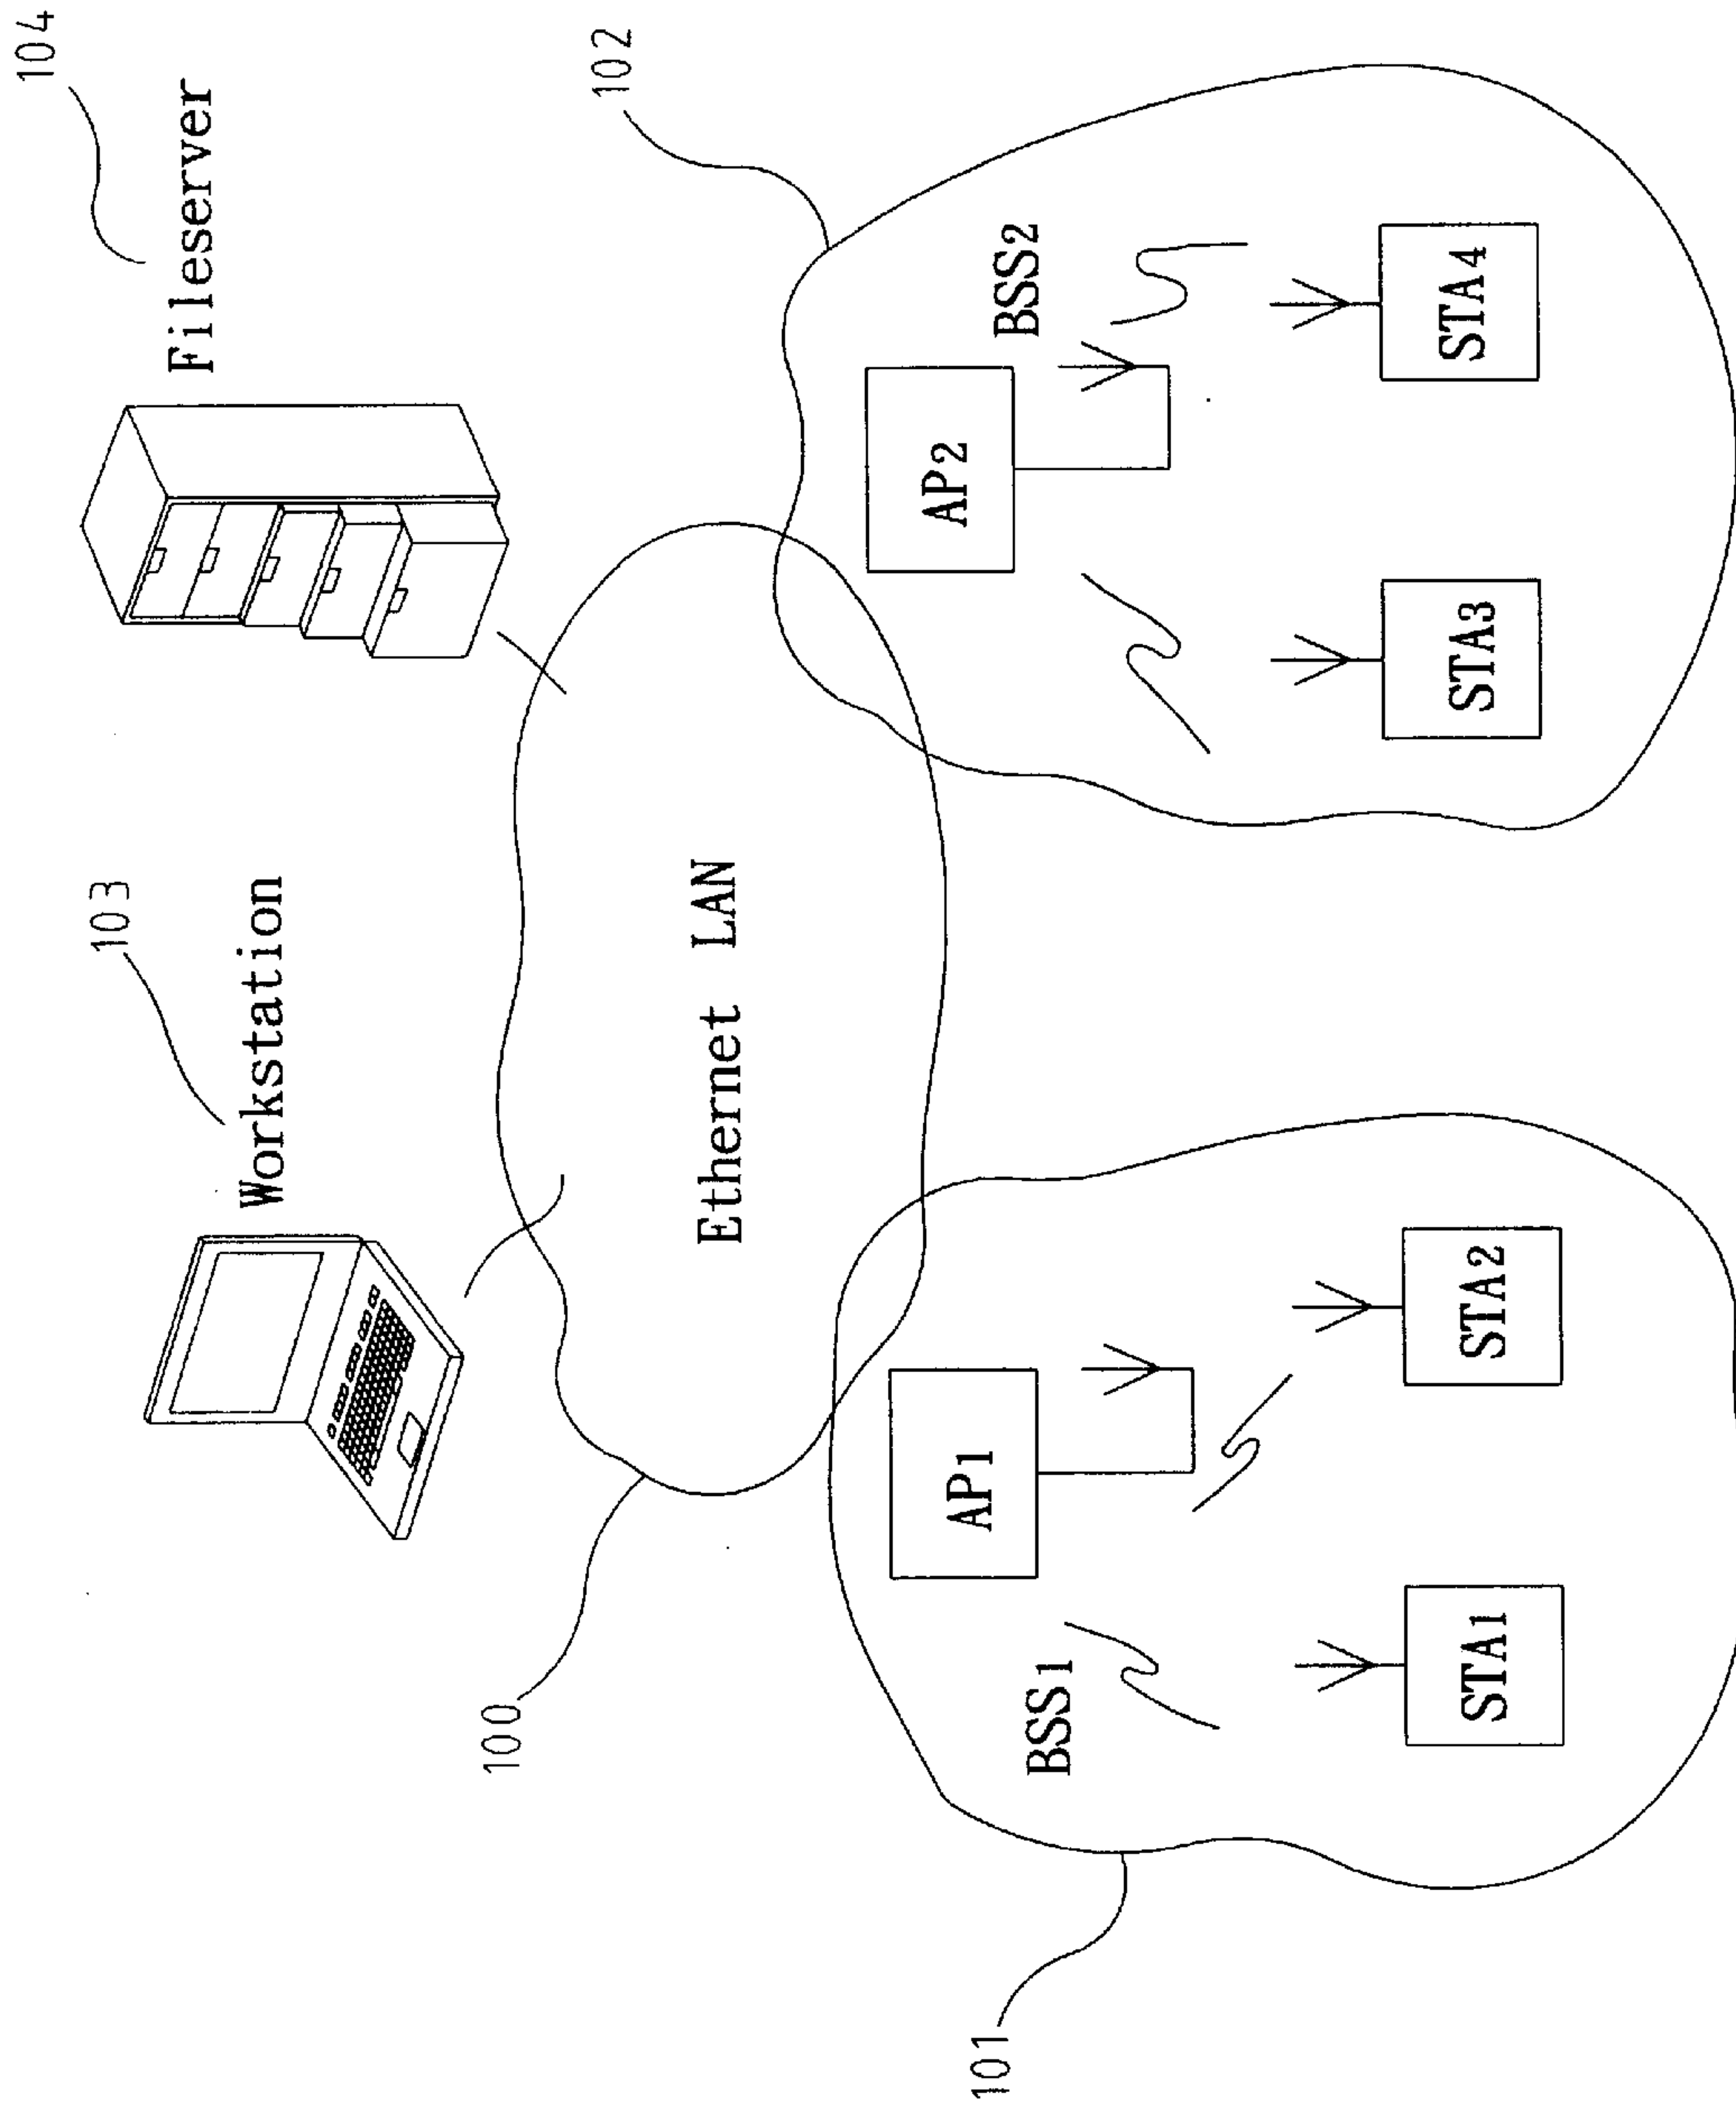 104
Fileserver
103
Workstation
102
100
Ethernet LAN
BSS2
AP2
STA4
STA3
BSS1
AP1
STA2
STA1
101